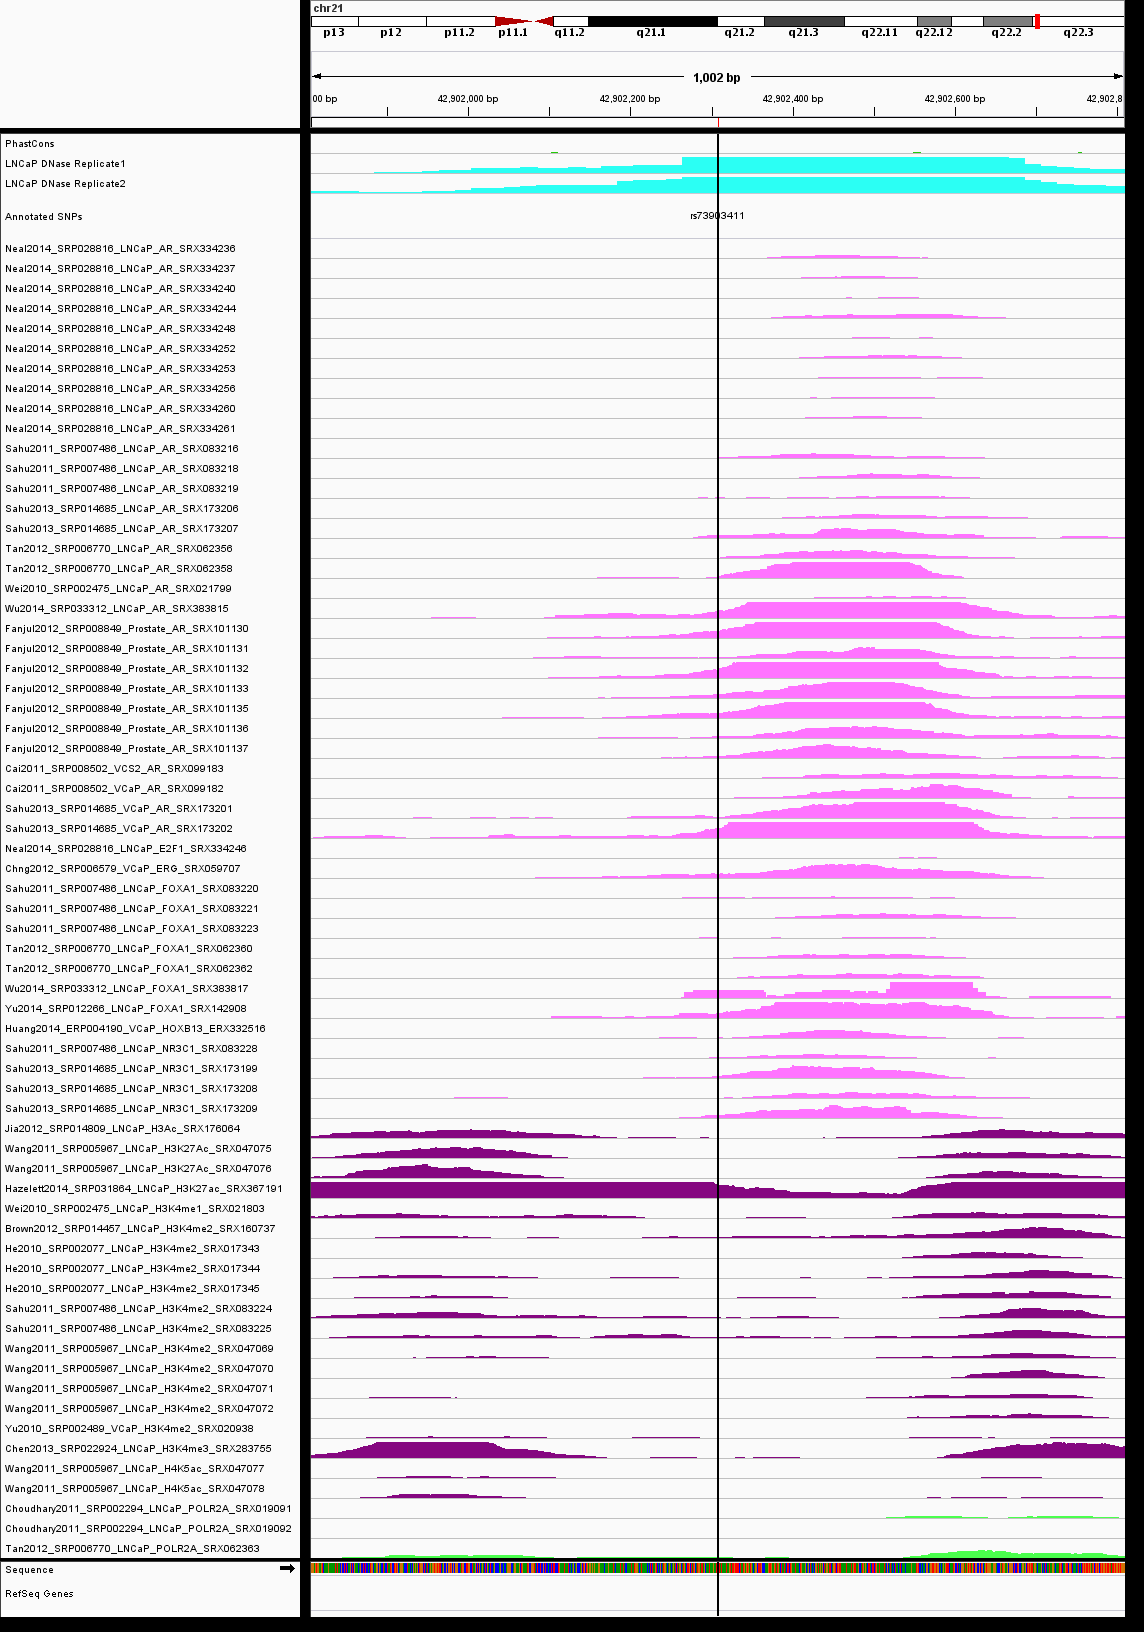 chr21
p13 p12 p11.2 p11.1 q11.2 q21.1 q21.2 q21.3 q22.11 q22.12 q22.2 q22.3
1,002 bp
00 bp 42,902,000 bp 42,902,200 bp 42,902,400 bp 42,902,600 bp 42,902,8
PhastCons
LNCaP DNase Replicate1
LNCaP DNase Replicate2
Annotated SNPs rs73903411
Neal2014_SRP028816_LNCaP_AR_SRX334236
Neal2014_SRP028816_LNCaP_AR_SRX334237
Neal2014_SRP028816_LNCaP_AR_SRX334240
Neal2014_SRP028816_LNCaP_AR_SRX334244
Neal2014_SRP028816_LNCaP_AR_SRX334248
Neal2014_SRP028816_LNCaP_AR_SRX334252
Neal2014_SRP028816_LNCaP_AR_SRX334253
Neal2014_SRP028816_LNCaP_AR_SRX334256
Neal2014_SRP028816_LNCaP_AR_SRX334260
Neal2014_SRP028816_LNCaP_AR_SRX334261
Sahu2011_SRP007486_LNCaP_AR_SRX083216
Sahu2011_SRP007486_LNCaP_AR_SRX083218
Sahu2011_SRP007486_LNCaP_AR_SRX083219
Sahu2013_SRP014685_LNCaP_AR_SRX173206
Sahu2013_SRP014685_LNCaP_AR_SRX173207
Tan2012_SRP006770_LNCaP_AR_SRX062356
Tan2012_SRP006770_LNCaP_AR_SRX062358
Wei2010_SRP002475_LNCaP_AR_SRX021799
Wu2014_SRP033312_LNCaP_AR_SRX383815
Fanjul2012_SRP008849_Prostate_AR_SRX101130
Fanjul2012_SRP008849_Prostate_AR_SRX101131
Fanjul2012_SRP008849_Prostate_AR_SRX101132
Fanjul2012_SRP008849_Prostate_AR_SRX101133
Fanjul2012_SRP008849_Prostate_AR_SRX101135
Fanjul2012_SRP008849_Prostate_AR_SRX101136
Fanjul2012_SRP008849_Prostate_AR_SRX101137
Cai2011_SRP008502_VCS2_AR_SRX099183
Cai2011_SRP008502_VCaP_AR_SRX099182
Sahu2013_SRP014685_VCaP_AR_SRX173201
Sahu2013_SRP014685_VCaP_AR_SRX173202
Neal2014_SRP028816_LNCaP_E2F1_SRX334246
Chng2012_SRP006579_VCaP_ERG_SRX059707
Sahu2011_SRP007486_LNCaP_FOXA1_SRX083220
Sahu2011_SRP007486_LNCaP_FOXA1_SRX083221
Sahu2011_SRP007486_LNCaP_FOXA1_SRX083223
Tan2012_SRP006770_LNCaP_FOXA1_SRX062360
Tan2012_SRP006770_LNCaP_FOXA1_SRX062362
Wu2014_SRP033312_LNCaP_FOXA1_SRX383817
Yu2014_SRP012266_LNCaP_FOXA1_SRX142908
Huang2014_ERP004190_VCaP_HOXB13_ERX332516
Sahu2011_SRP007486_LNCaP_NR3C1_SRX083228
Sahu2013_SRP014685_LNCaP_NR3C1_SRX173199
Sahu2013_SRP014685_LNCaP_NR3C1_SRX173208
Sahu2013_SRP014685_LNCaP_NR3C1_SRX173209
Jia2012_SRP014809_LNCaP_H3Ac_SRX176064
Wang2011_SRP005967_LNCaP_H3K27Ac_SRX047075
Wang2011_SRP005967_LNCaP_H3K27Ac_SRX047076
Hazelett2014_SRP031864_LNCaP_H3K27ac_SRX367191
Wei2010_SRP002475_LNCaP_H3K4me1_SRX021803
Brown2012_SRP014457_LNCaP_H3K4me2_SRX160737
He2010_SRP002077_LNCaP_H3K4me2_SRX017343
He2010_SRP002077_LNCaP_H3K4me2_SRX017344
He2010_SRP002077_LNCaP_H3K4me2_SRX017345
Sahu2011_SRP007486_LNCaP_H3K4me2_SRX083224
Sahu2011_SRP007486_LNCaP_H3K4me2_SRX083225
Wang2011_SRP005967_LNCaP_H3K4me2_SRX047069
Wang2011_SRP005967_LNCaP_H3K4me2_SRX047070
Wang2011_SRP005967_LNCaP_H3K4me2_SRX047071
Wang2011_SRP005967_LNCaP_H3K4me2_SRX047072
Yu2010_SRP002489_VCaP_H3K4me2_SRX020938
Chen2013_SRP022924_LNCaP_H3K4me3_SRX283755
Wang2011_SRP005967_LNCaP_H4K5ac_SRX047077
Wang2011_SRP005967_LNCaP_H4K5ac_SRX047078
Choudhary2011_SRP002294_LNCaP_POLR2A_SRX019091
Choudhary2011_SRP002294_LNCaP_POLR2A_SRX019092
Tan2012_SRP006770_LNCaP_POLR2A_SRX062363
Sequence
RefSeq Genes